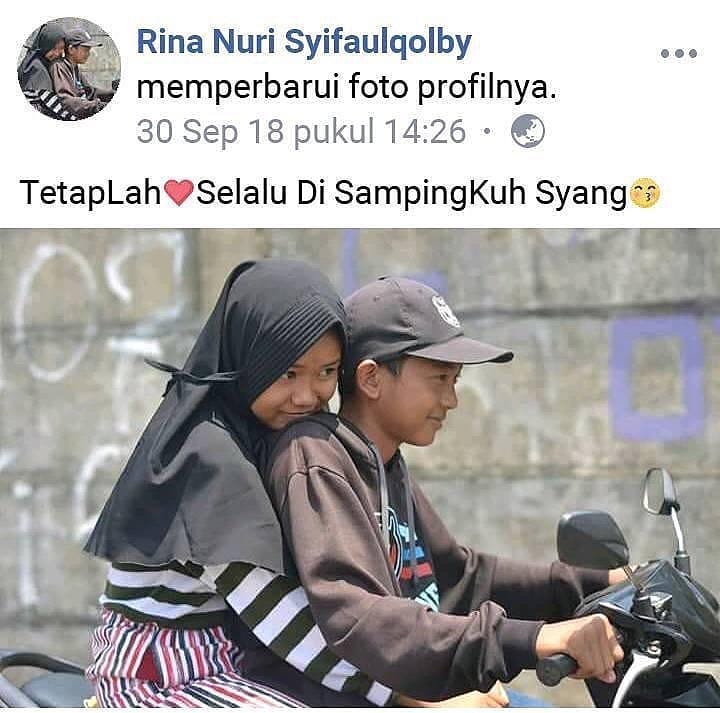 Rina Nuri Syifaulqolby
memperbarui foto profilnya.
30 Sep 18 pukul 14:26 ·
TetapLah❤Selalu Di SampingKuh Syang😙